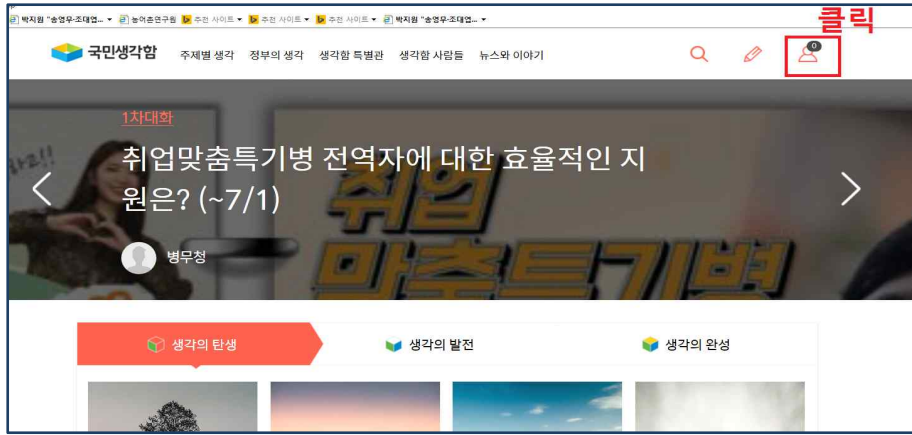 클릭
박지원 "송영무-조대엽... ▼ 농어촌연구원 추천 사이트 ▼ 추천 사이트 ▼ 추천 사이트 ▼ 박지원 "송영무-조대엽... ▼
국민생각함 주제별 생각 정부의 생각 생각함 특별관 생각함 사람들 뉴스와 이야기 0
1차대화
취업맞춤특기병 전역자에 대한 효율적인 지
원은? (~7/1)
취업
맞춤특기병
병무청
생각의 탄생 생각의 발전 생각의 완성